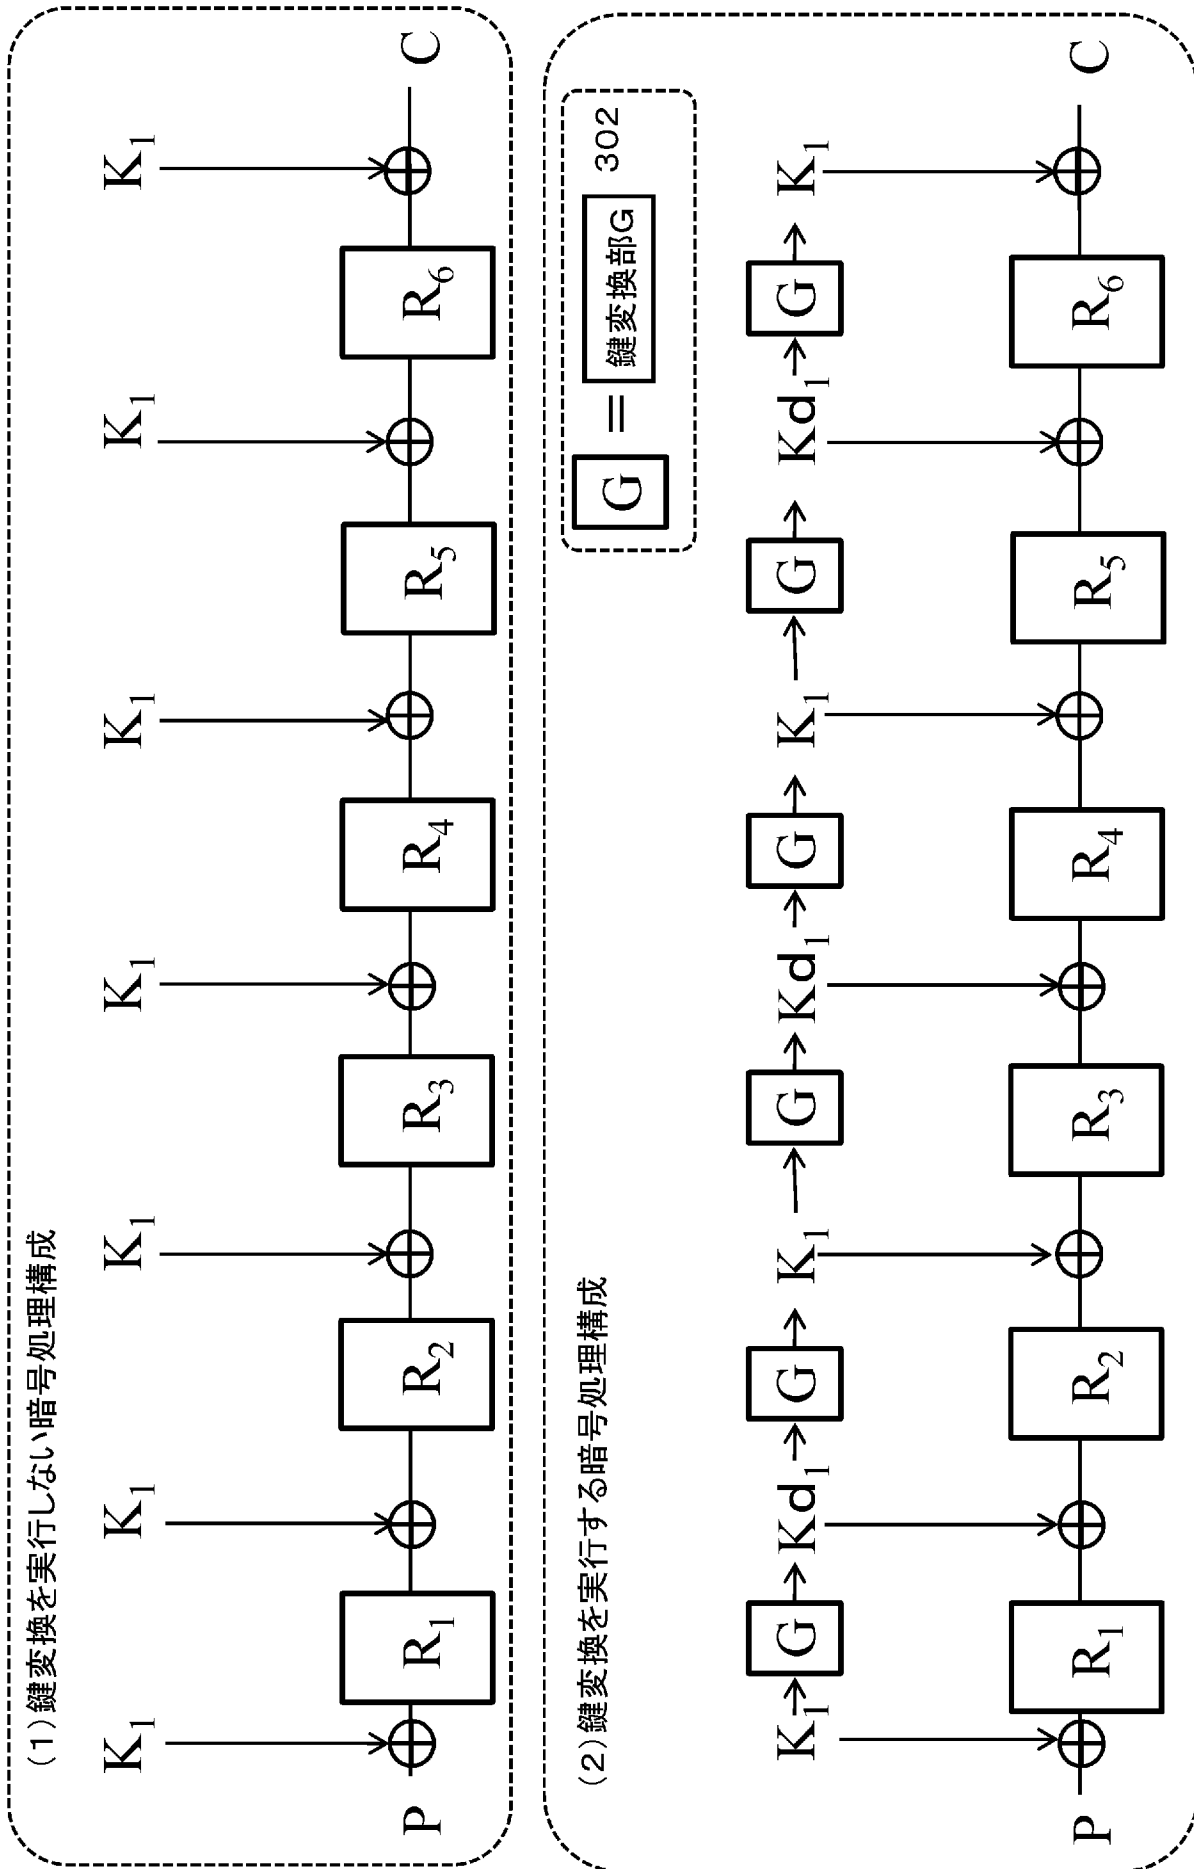 (1)鍵変換を実行しない暗号処理構成
K1 K1 K1 K1 K1 K1 K1
P R1 R2 R3 R4 R5 R6 C
(2)鍵変換を実行する暗号処理構成
G = 鍵変換部G 302
K1 G Kd1 G K1 G Kd1 G K1 G Kd1 G K1
P R1 R2 R3 R4 R5 R6 C